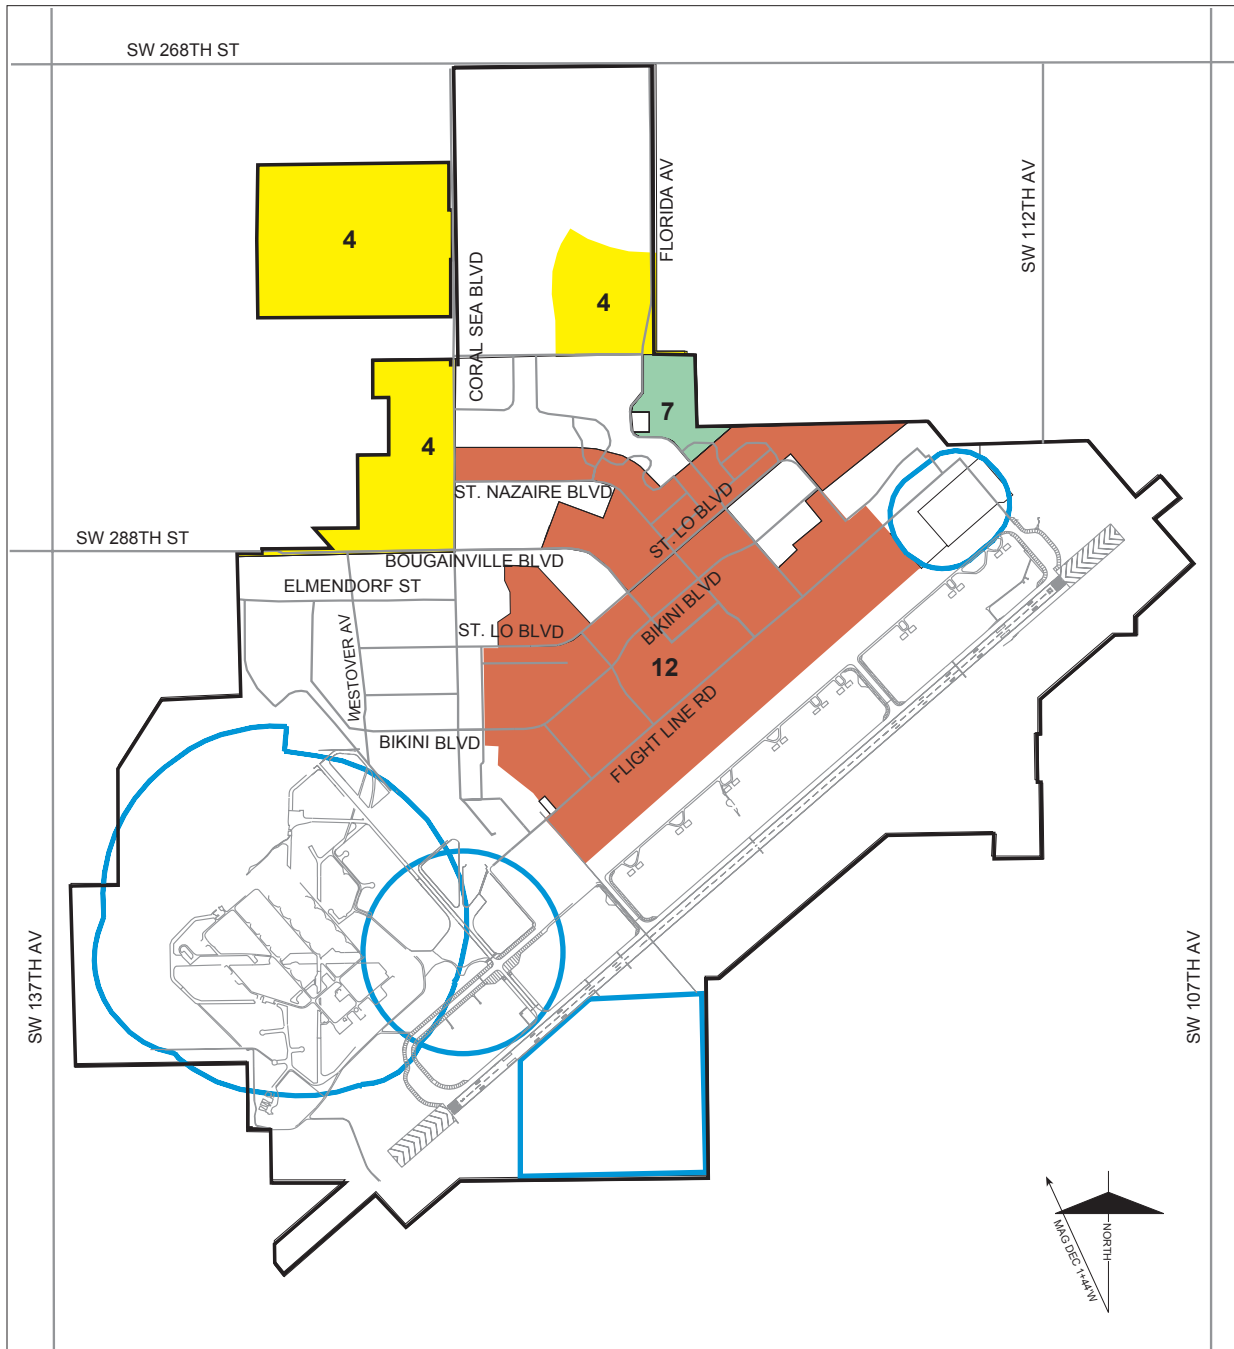 SW 268TH ST
FLORIDA AV
SW 112TH AV
4
CORAL SEA BLVD
4
7
4
ST. NAZAIRE BLVD
ST. LO BLVD
SW 288TH ST
BOUGAINVILLE BLVD
ELMENDORF ST
BIKINI BLVD
ST. LO BLVD
WESTOVER AV
12
FLIGHT LINE RD
BIKINI BLVD
SW 137TH AV
SW 107TH AV
NORTH
MAG DEC 1+44'W